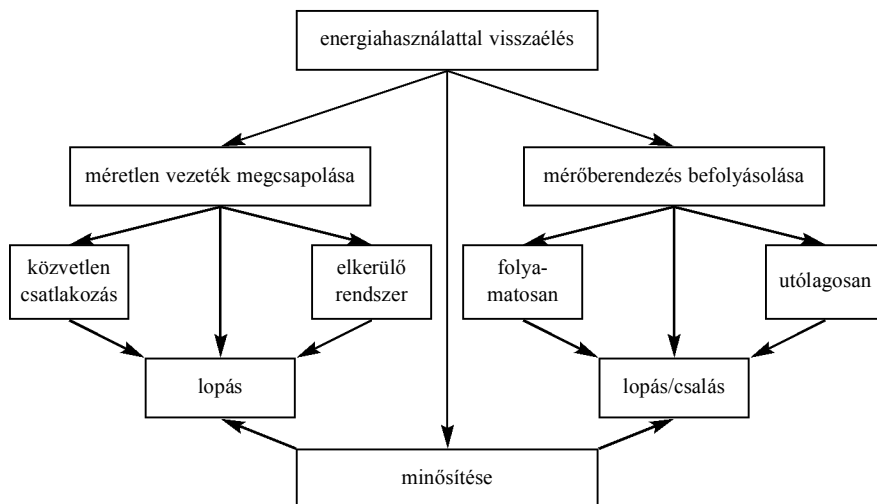 energiahasználattal visszaélés
méretlen vezeték megcsapolása
mérőberendezés befolyásolása
közvetlen
csatlakozás
elkerülő
rendszer
folya-
matosan
utólagosan
lopás
lopás/csalás
minősítése